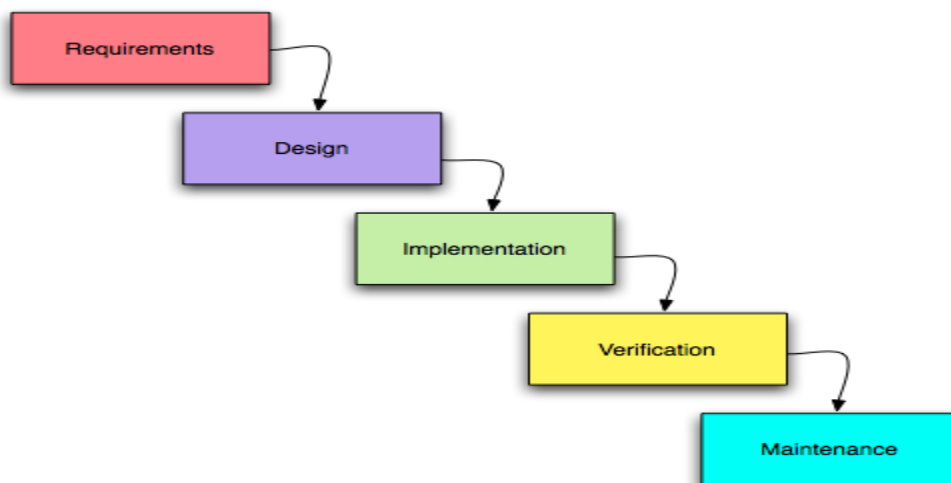 Requirements
Design
Implementation
Verification
Maintenance